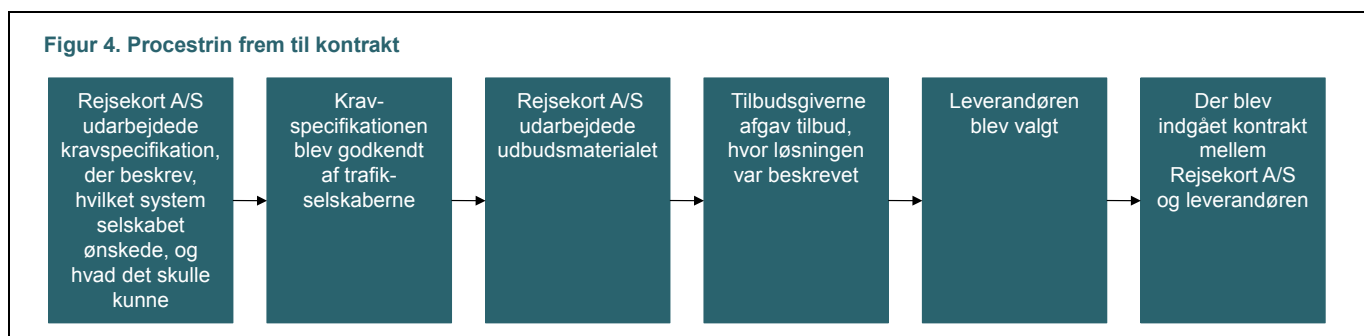 Figur 4. Procestrin frem til kontrakt
Rejsekort A/S
udarbejdede
kravspecifikation,
der beskrev,
hvilket system
selskabet
ønskede, og
hvad det skulle
kunne
Krav-
specifikationen
blev godkendt
af trafik-
selskaberne
Rejsekort A/S
udarbejdede
udbudsmaterialet
Tilbudsgiverne
afgav tilbud,
hvor løsningen
var beskrevet
Leverandøren
blev valgt
Der blev
indgået kontrakt
mellem
Rejsekort A/S
og leverandøren